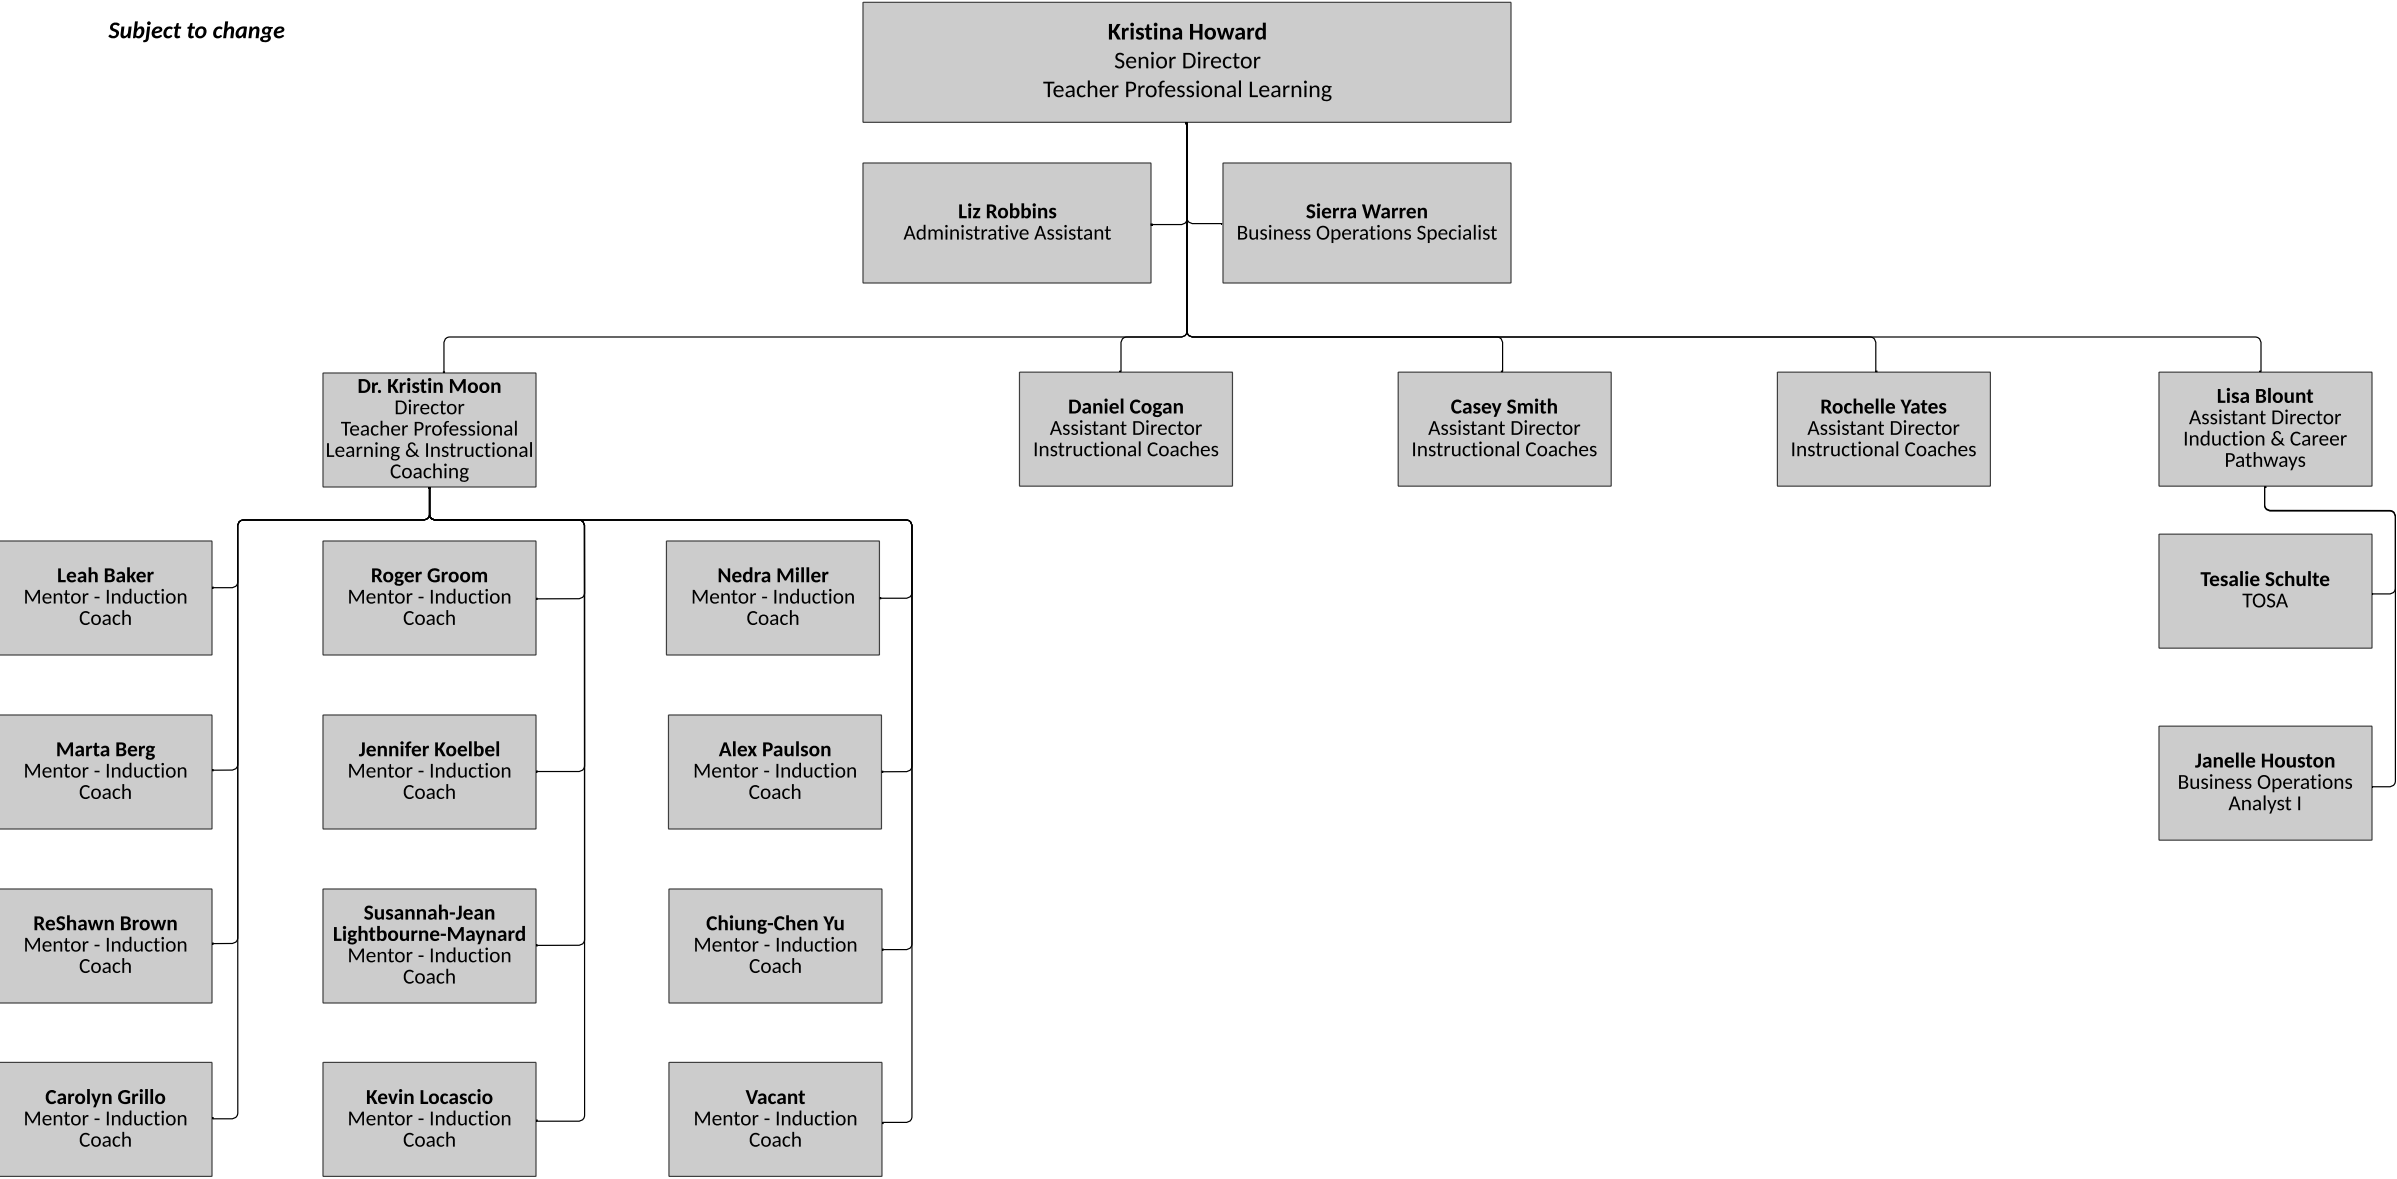 Subject to change
Kristina Howard
Senior Director
Teacher Professional Learning
Liz Robbins
Administrative Assistant
Sierra Warren
Business Operations Specialist
Dr. Kristin Moon
Director
Teacher Professional
Learning & Instructional
Coaching
Daniel Cogan
Assistant Director
Instructional Coaches
Casey Smith
Assistant Director
Instructional Coaches
Rochelle Yates
Assistant Director
Instructional Coaches
Lisa Blount
Assistant Director
Induction & Career
Pathways
Leah Baker
Mentor - Induction
Coach
Roger Groom
Mentor - Induction
Coach
Nedra Miller
Mentor - Induction
Coach
Tesalie Schulte
TOSA
Marta Berg
Mentor - Induction
Coach
Jennifer Koelbel
Mentor - Induction
Coach
Alex Paulson
Mentor - Induction
Coach
Janelle Houston
Business Operations
Analyst I
ReShawn Brown
Mentor - Induction
Coach
Susannah-Jean
Lightbourne-Maynard
Mentor - Induction
Coach
Chiung-Chen Yu
Mentor - Induction
Coach
Carolyn Grillo
Mentor - Induction
Coach
Kevin Locascio
Mentor - Induction
Coach
Vacant
Mentor - Induction
Coach